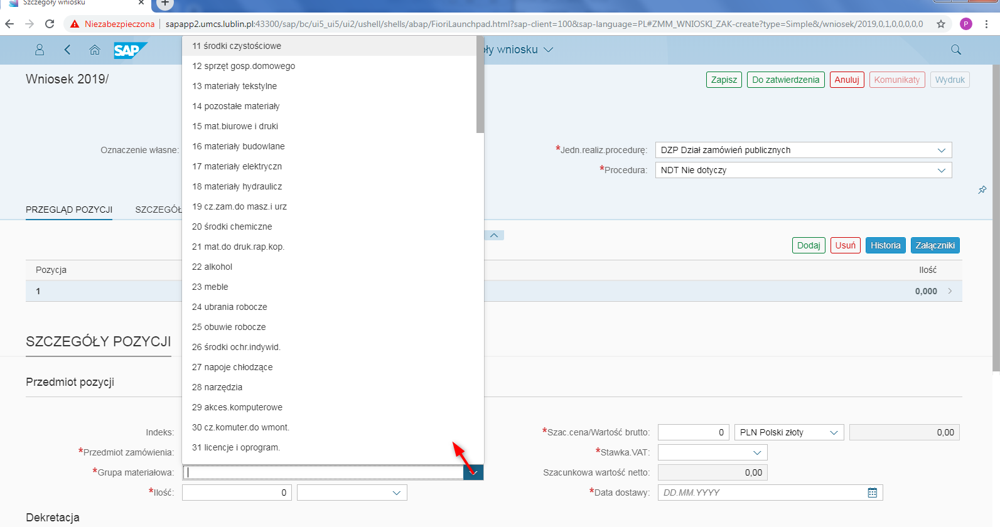 Szczegóły wniosku
Niezabezpieczona sapapp2.umcs.lublin.pl:43300/sap/bc/ui5_ui5/ui2/ushell/shells/abap/FioriLaunchpad.html?sap-client=100&sap-language=PL#ZMM_WNIOSKI_ZAK-create?type=Simple&/wniosek/2019,0,1,0,0,0,0,0
P
SAP
ły wniosku
Wniosek 2019/
Zapisz Do zatwierdzenia Anuluj Komunikaty Wydruk
Oznaczenie własne:
*Jedn.realiz.procedurę: DZP Dział zamówień publicznych
*Procedura: NDT Nie dotyczy
PRZEGLĄD POZYCJI SZCZEGÓŁ
Dodaj Usuń Historia Załączniki
Pozycja Ilość
1 0,000
SZCZEGÓŁY POZYCJI
Przedmiot pozycji
11 środki czystościowe
12 sprzęt gosp.domowego
13 materiały tekstylne
14 pozostałe materiały
15 mat.biurowe i druki
16 materiały budowlane
17 materiały elektryczn
18 materiały hydraulicz
19 cz.zam.do masz.i urz
20 środki chemiczne
21 mat.do druk.rap.kop.
22 alkohol
23 meble
24 ubrania robocze
25 obuwie robocze
26 środki ochr.indywid.
27 napoje chłodzące
28 narzędzia
29 akces.komputerowe
30 cz.komuter.do wmont.
31 licencje i oprogram.
Indeks:
*Przedmiot zamówienia:
*Grupa materiałowa:
*Ilość: 0
*Szac.cena/Wartość brutto: 0 PLN Polski złoty 0,00
*Stawka.VAT:
Szacunkowa wartość netto: 0,00
*Data dostawy: DD.MM.YYYY
Dekretacja